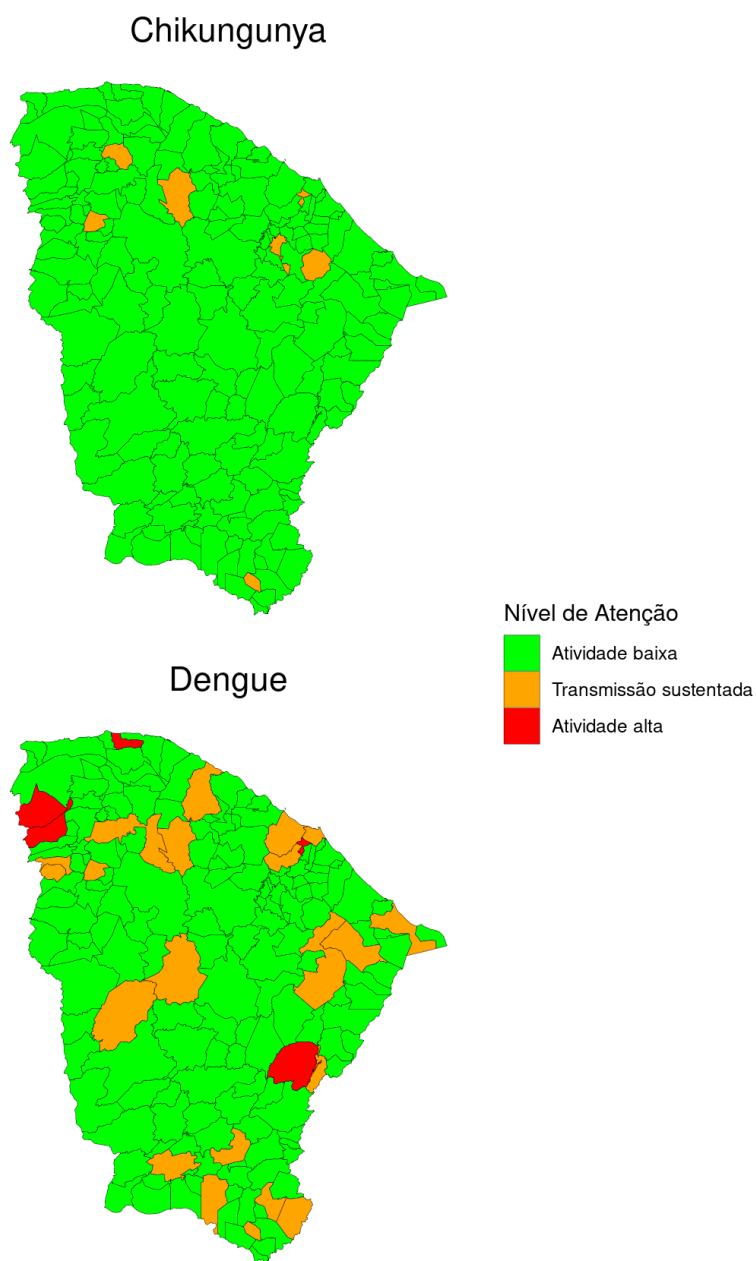 Chikungunya
Nível de Atenção
Atividade baixa
Dengue
Transmissão sustentada
Atividade alta